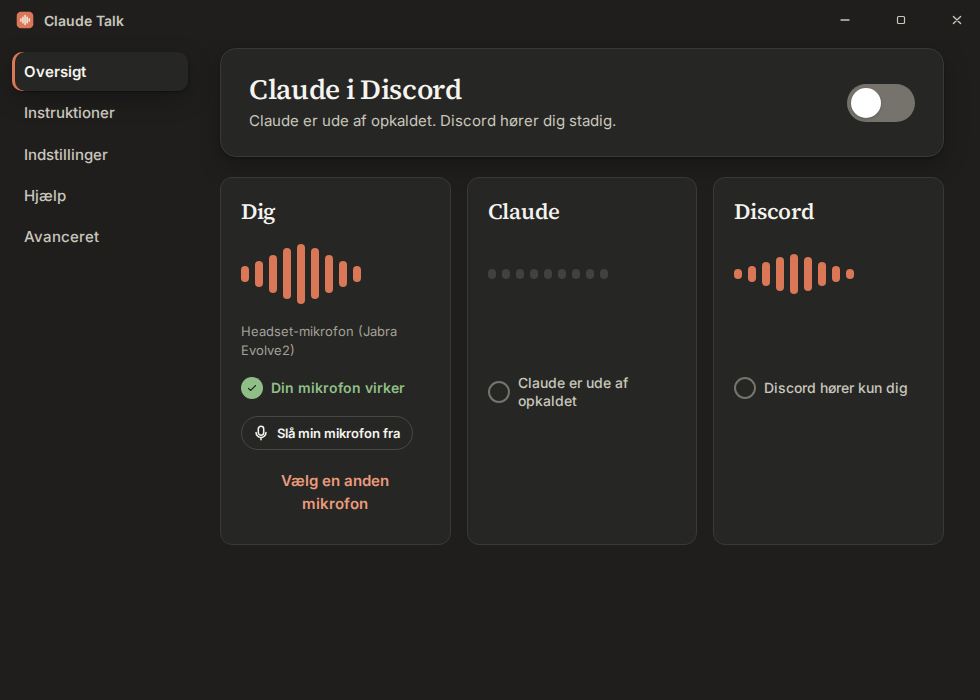 Claude Talk
Oversigt
Instruktioner
Indstillinger
Hjælp
Avanceret
Claude i Discord
Claude er ude af opkaldet. Discord hører dig stadig.
Dig
Headset-mikrofon (Jabra
Evolve2)
Din mikrofon virker
Slå min mikrofon fra
Vælg en anden
mikrofon
Claude
Claude er ude af
opkaldet
Discord
Discord hører kun dig